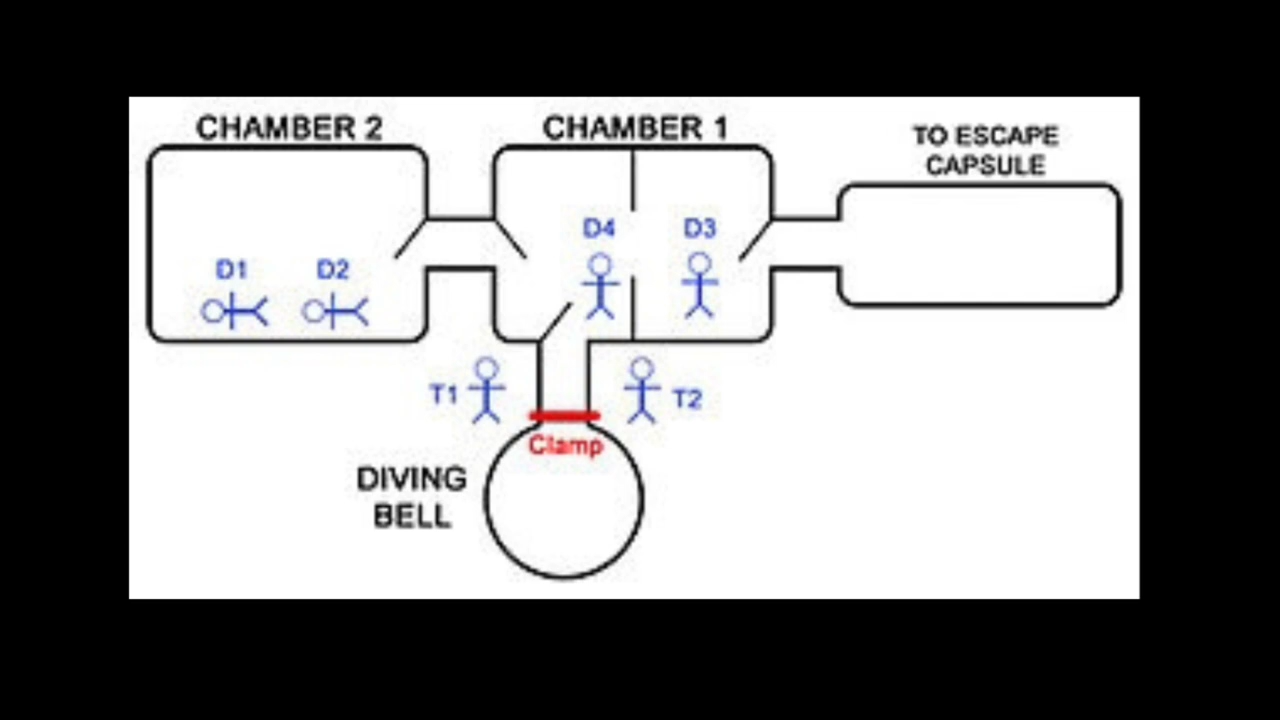 CHAMBER 2
CHAMBER 1
TO ESCAPE
CAPSULE
D4
D3
D1
D2
T1
T2
Clamp
DIVING
BELL